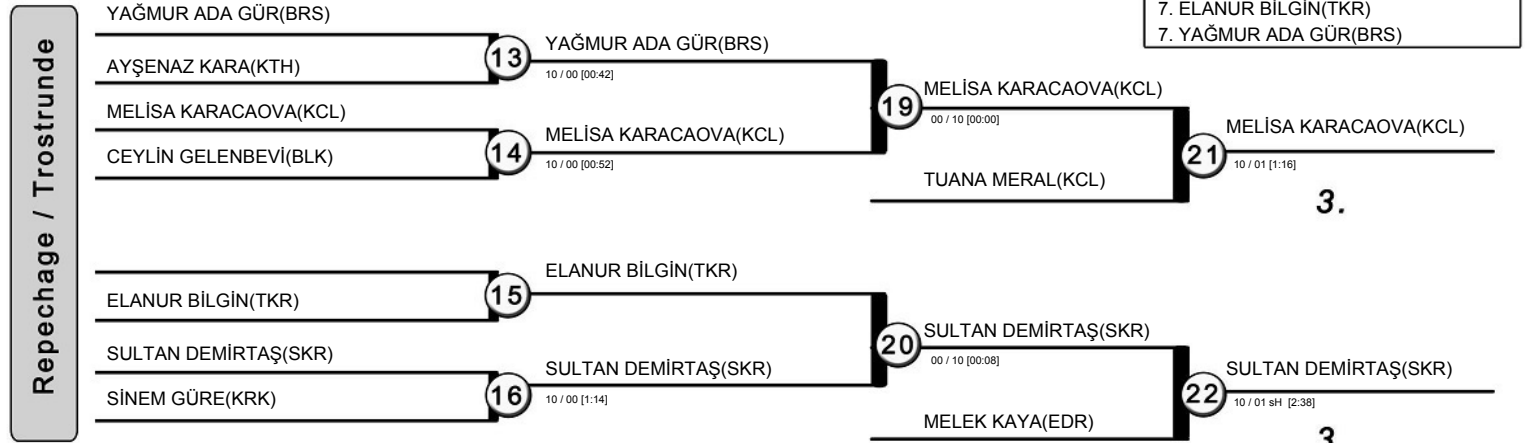 Repechage / Trostrunde
7. ELANUR BİLGİN(TKR)
7. YAĞMUR ADA GÜR(BRS)
YAĞMUR ADA GÜR(BRS)
AYŞENAZ KARA(KTH)
13
YAĞMUR ADA GÜR(BRS)
10 / 00 [00:42]
MELİSA KARACAOVA(KCL)
CEYLİN GELENBEVİ(BLK)
14
MELİSA KARACAOVA(KCL)
10 / 00 [00:52]
19
MELİSA KARACAOVA(KCL)
00 / 10 [00:00]
TUANA MERAL(KCL)
21
MELİSA KARACAOVA(KCL)
10 / 01 [1:16]
3.
ELANUR BİLGİN(TKR)
15
ELANUR BİLGİN(TKR)
SULTAN DEMİRTAŞ(SKR)
SİNEM GÜRE(KRK)
16
SULTAN DEMİRTAŞ(SKR)
10 / 00 [1:14]
20
SULTAN DEMİRTAŞ(SKR)
00 / 10 [00:08]
MELEK KAYA(EDR)
22
SULTAN DEMİRTAŞ(SKR)
10 / 01 sH [2:38]
3